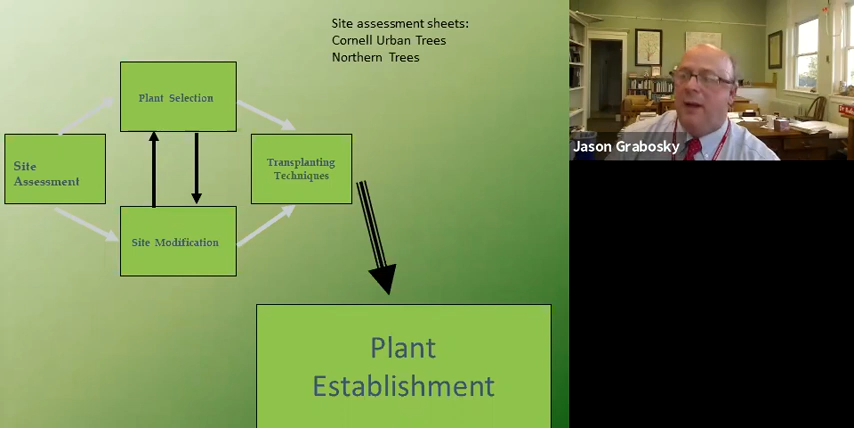 Site assessment sheets:
Cornell Urban Trees
Northern Trees
Plant Selection
Site
Assessment
Transplanting
Techniques
Site Modification
Plant
Establishment
Jason Grabosky